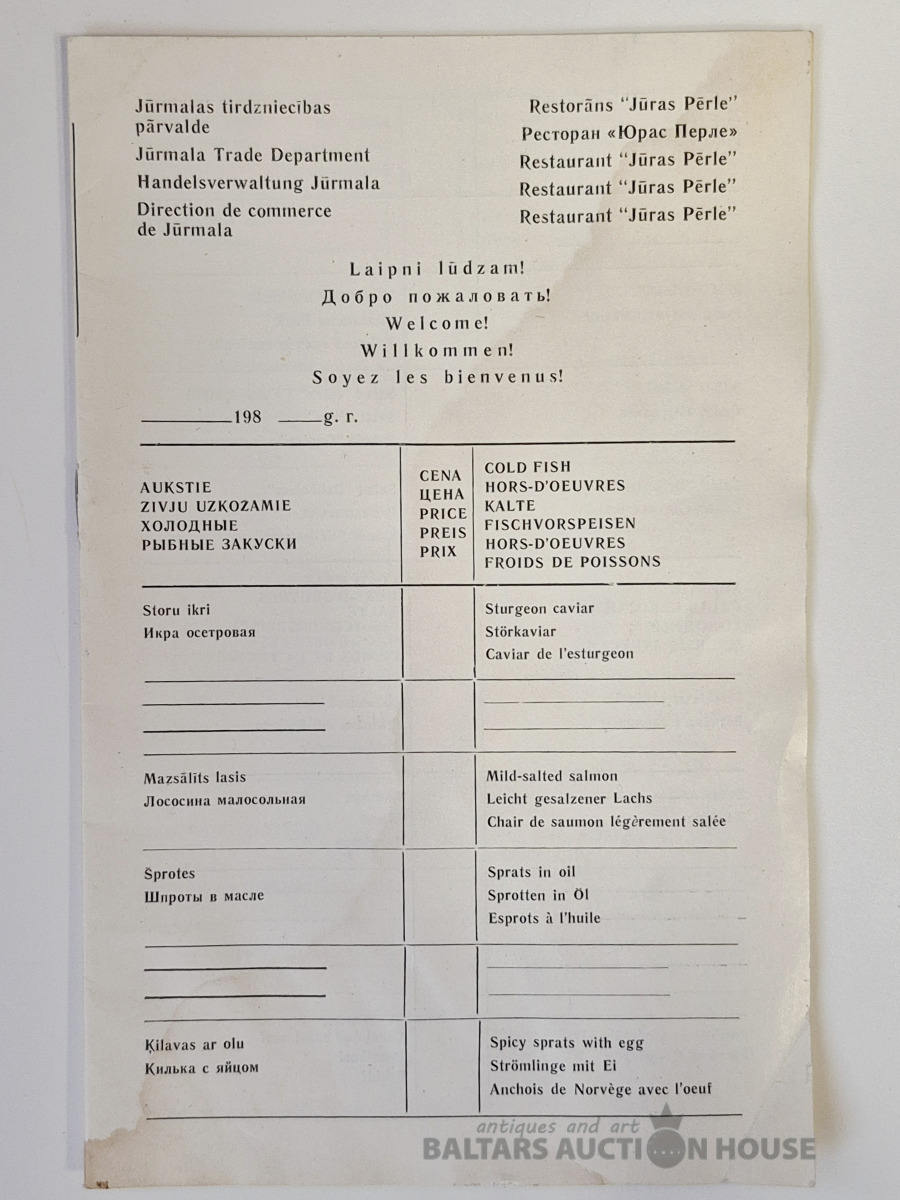 Jūrmalas tirdzniecības
pārvalde
Jūrmala Trade Department
Handelsverwaltung Jūrmala
Direction de commerce
de Jūrmala
Restorāns "Jūras Pērle"
Ресторан «Юрас Перле»
Restaurant "Jūras Pērle"
Restaurant "Jūras Pērle"
Restaurant "Jūras Pērle"
Laipni lūdzam!
Добро пожаловать!
Welcome!
Willkommen!
Soyez les bienvenus!
198 g. r.
AUKSTIE
ZIVJU UZKOŽAMIE
ХОЛОДНЫЕ
РЫБНЫЕ ЗАКУСКИ
CENA
ЦЕНА
PRICE
PREIS
PRIX
COLD FISH
HORS-D'OEUVRES
KALTE
FISCHVORSPEISEN
HORS-D'OEUVRES
FROIDS DE POISSONS
Storu ikri
Икра осетровая
Sturgeon caviar
Störkaviar
Caviar de l'esturgeon
Mazsālīts lasis
Лососина малосольная
Mild-salted salmon
Leicht gesalzener Lachs
Chair de saumon légèrement salée
Šprotes
Шпроты в масле
Sprats in oil
Sprotten in Öl
Esprots à l'huile
Ķilavas ar olu
Килька с яйцом
Spicy sprats with egg
Strömlinge mit Ei
Anchois de Norvège avec l'oeuf
antiques and art
BALTARS AUCTION HOUSE